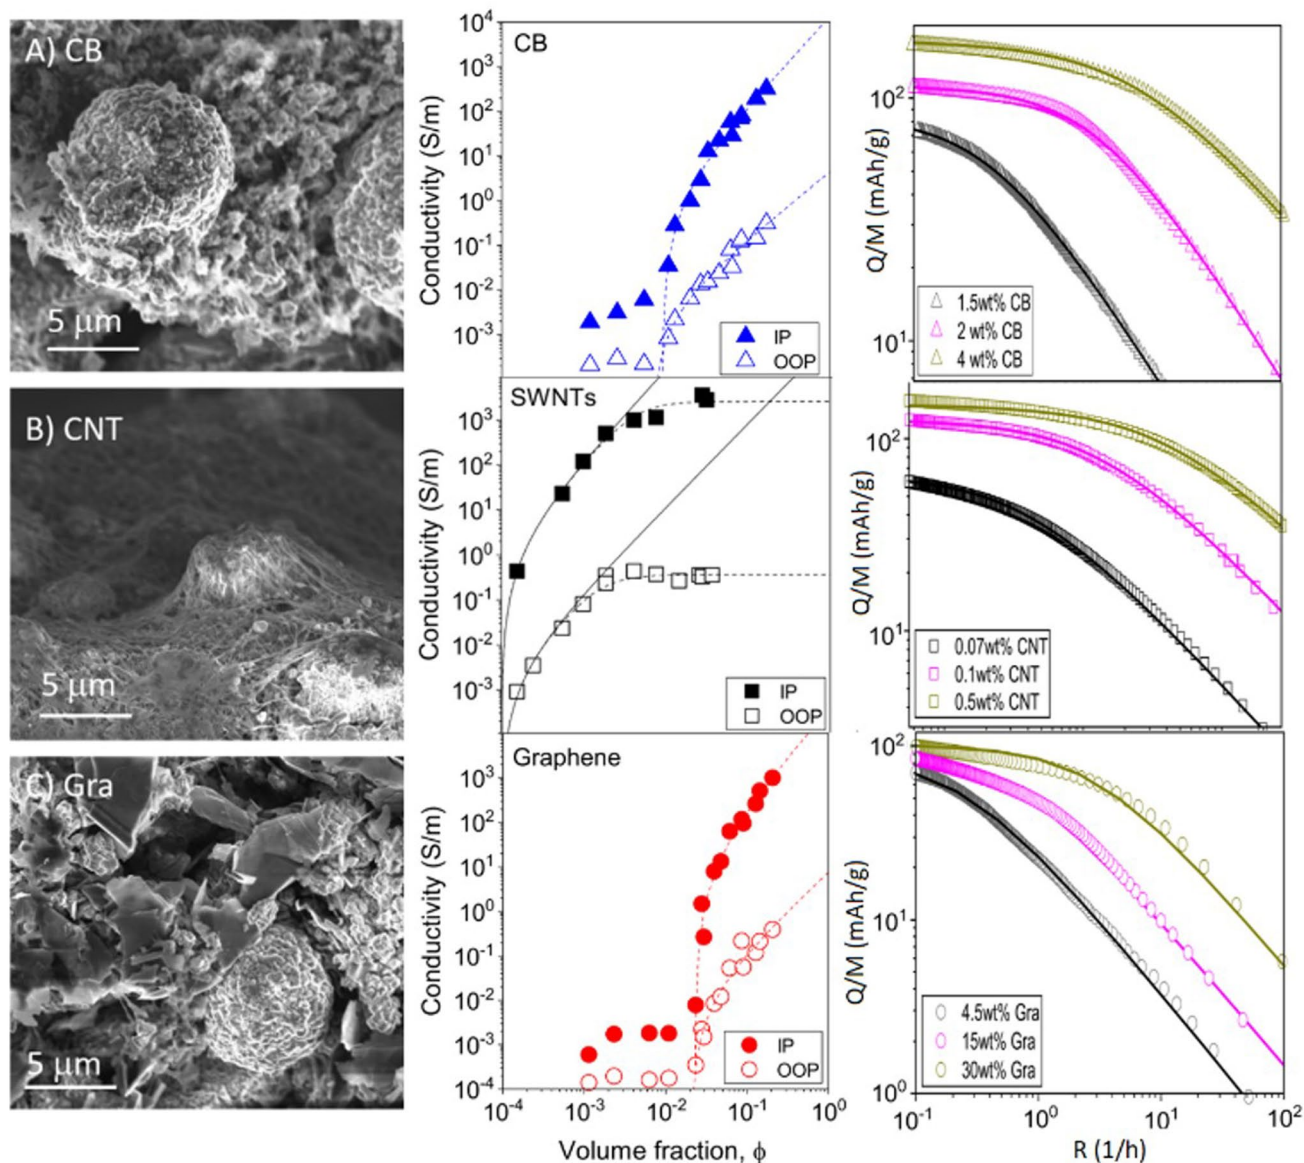 A) CB
5 μm
B) CNT
5 μm
C) Gra
5 μm
CB
Conductivity (S/m)
10^4
10^3
10^2
10^1
10^0
10^-1
10^-2
10^-3
IP
OOP
SWNTs
Conductivity (S/m)
10^3
10^2
10^1
10^0
10^-1
10^-2
10^-3
IP
OOP
Graphene
Conductivity (S/m)
10^3
10^2
10^1
10^0
10^-1
10^-2
10^-3
10^-4
IP
OOP
10^-4 10^-3 10^-2 10^-1 10^0
Volume fraction, ϕ
Q/M (mAh/g)
10^2
10^1
1.5wt% CB
2 wt% CB
4 wt% CB
Q/M (mAh/g)
10^2
10^1
0.07wt% CNT
0.1wt% CNT
0.5wt% CNT
Q/M (mAh/g)
10^2
10^1
10^0
4.5wt% Gra
15wt% Gra
30wt% Gra
10^-1 10^0 10^1 10^2
R (1/h)